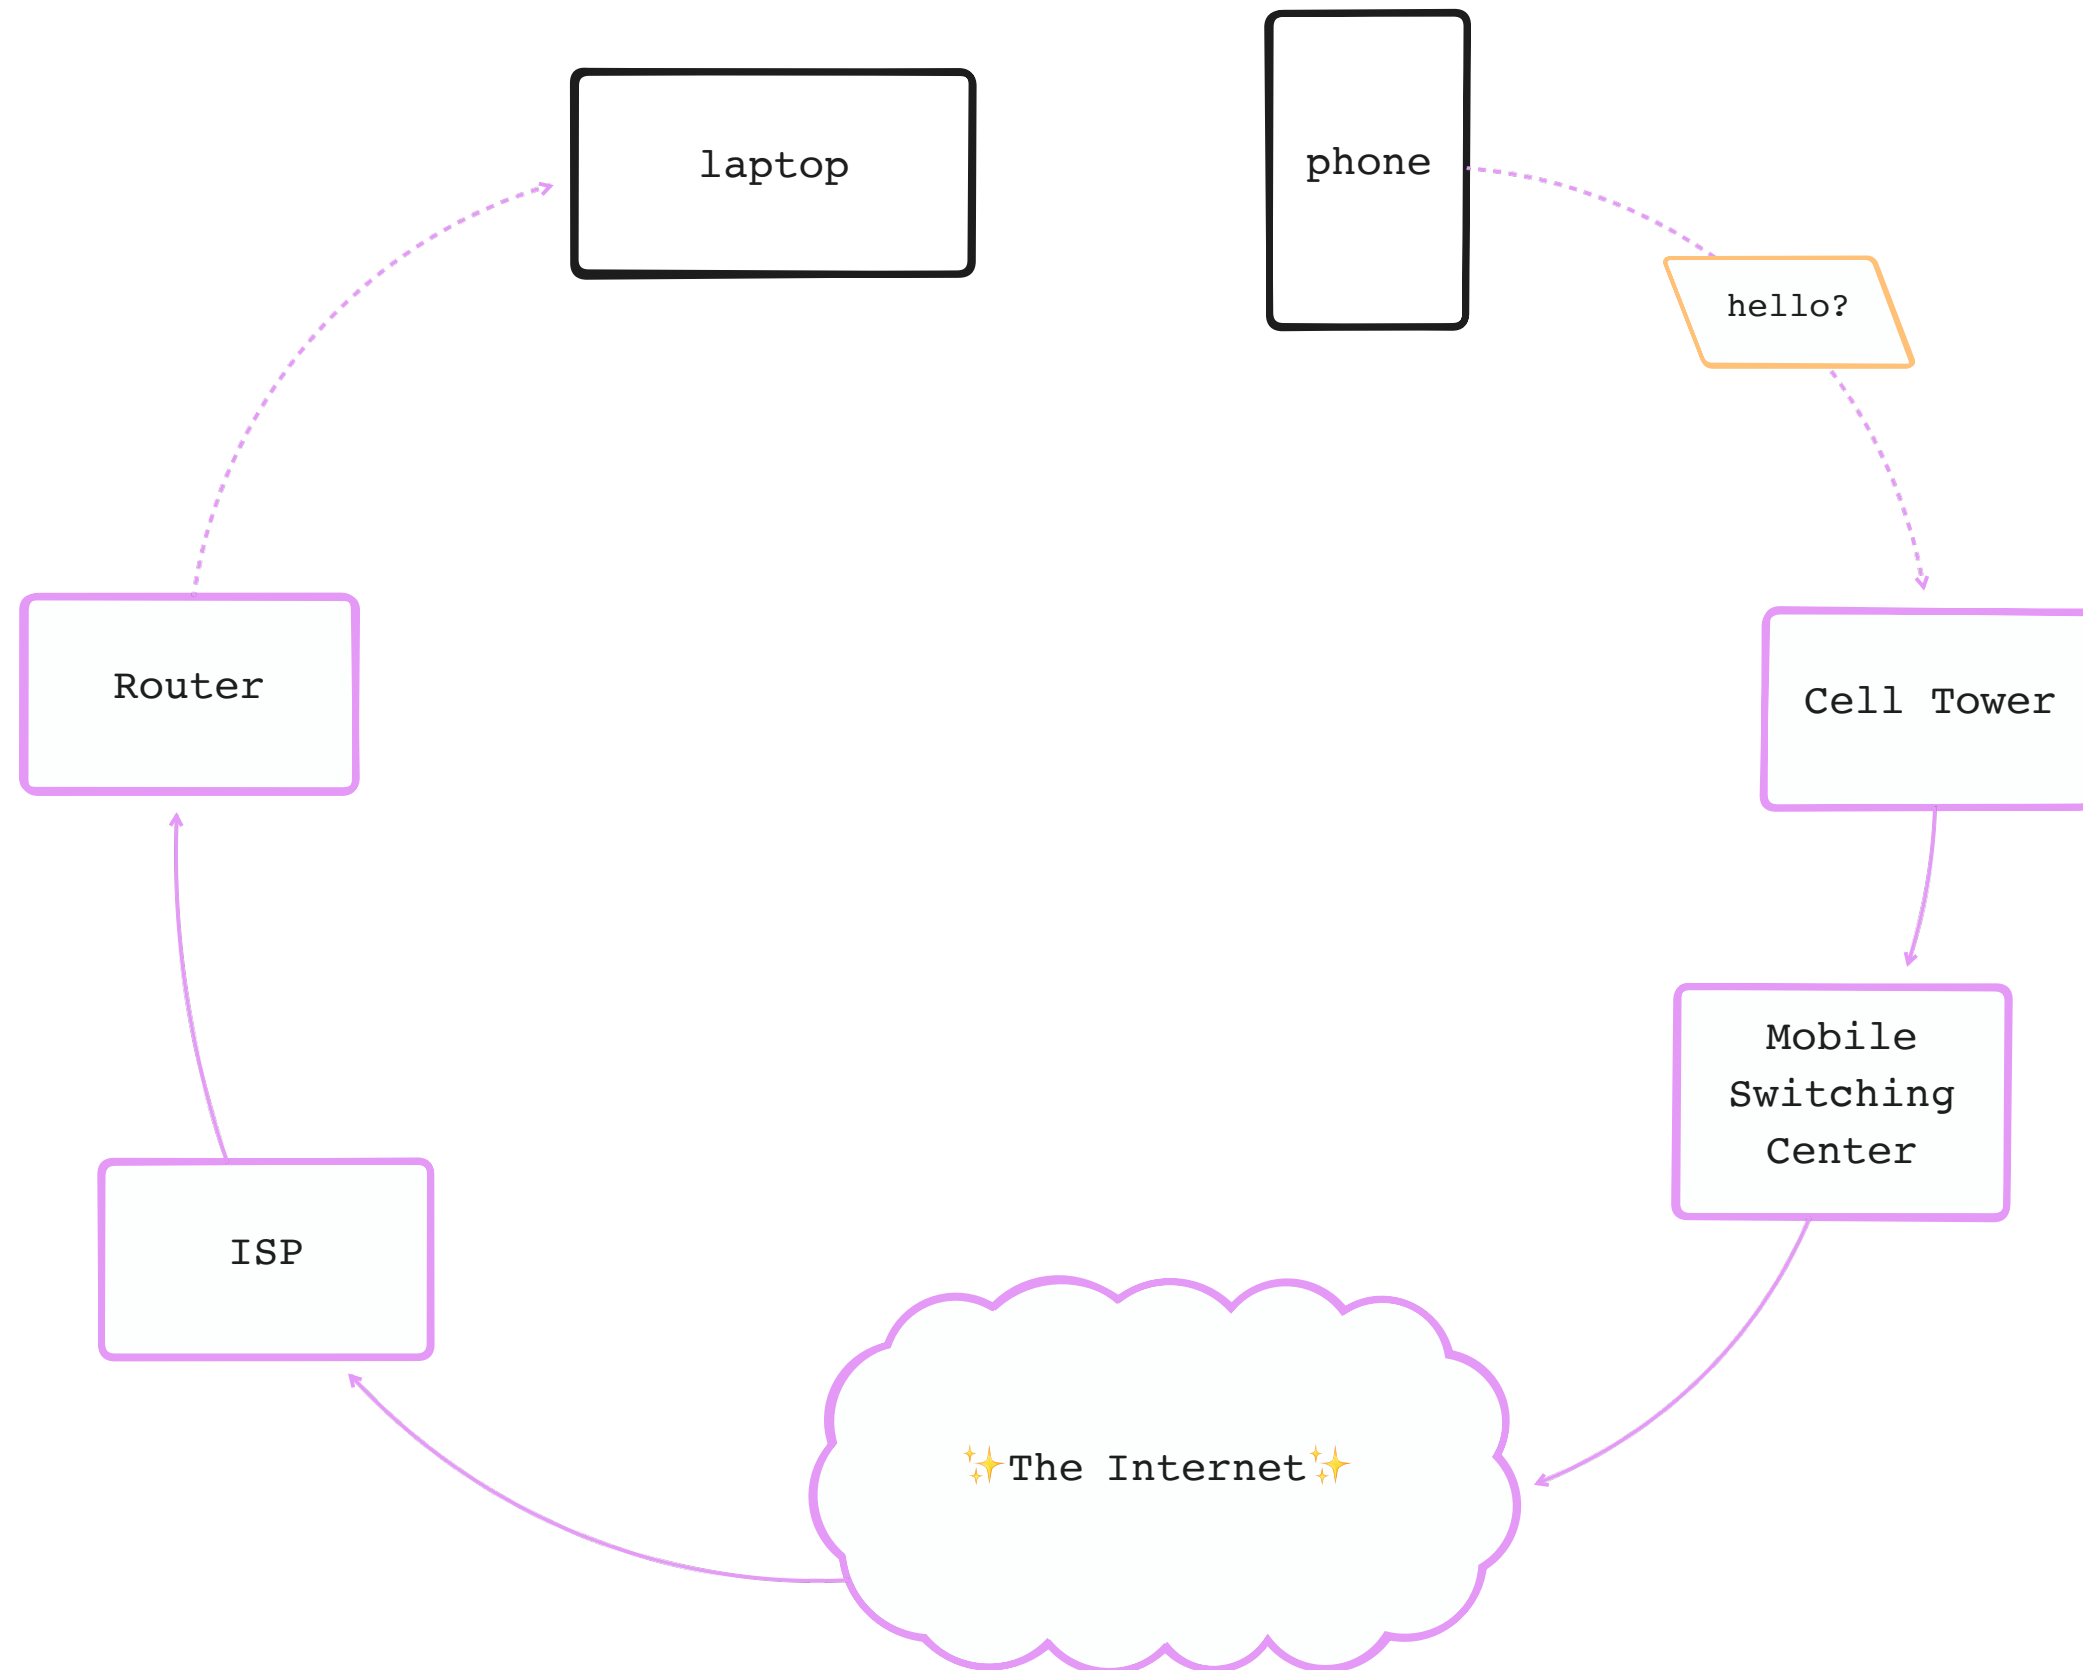 laptop
phone
hello?
Router
Cell Tower
Mobile
Switching
Center
ISP
✨The Internet✨